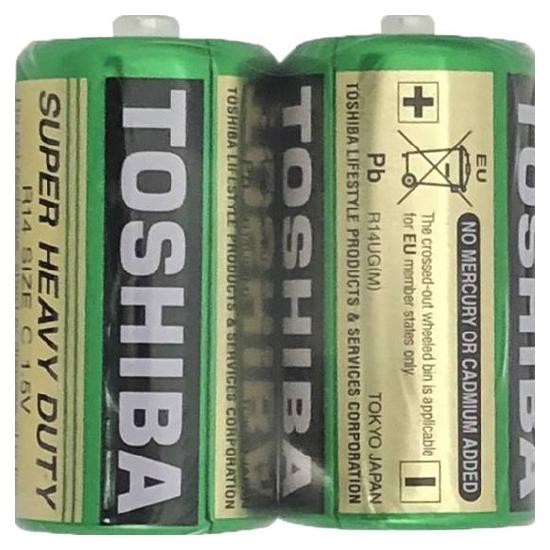 TOSHIBA
SUPER HEAVY DUTY
R14 SIZE C 1.5V
TOSHIBA LIFESTYLE PRODUCTS & SERVICES CORPORATION
TOSHIBA
TOSHIBA
EU
NO MERCURY OR CADMIUM ADDED
The crossed-out wheeled bin is applicable
for EU member states only
Pb R14UG(M) TOKYO JAPAN
TOSHIBA LIFESTYLE PRODUCTS & SERVICES CORPORATION
+
-